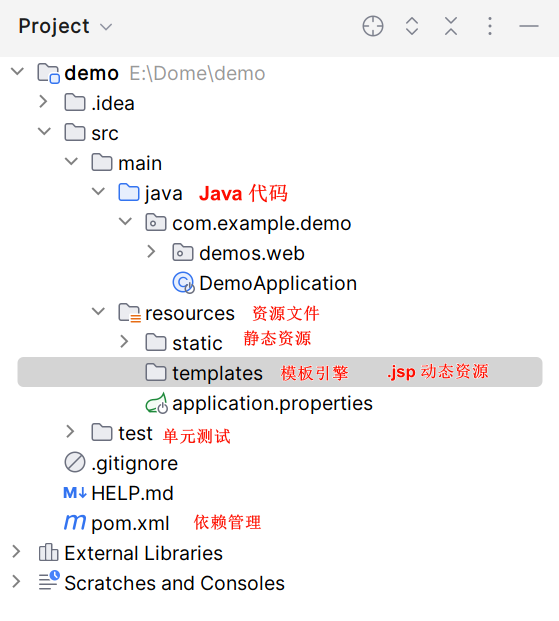 Project
demo E:\Dome\demo
.idea
src
main
java Java 代码
com.example.demo
demos.web
DemoApplication
resources 资源文件
static 静态资源
templates 模板引擎 .jsp 动态资源
application.properties
test 单元测试
.gitignore
M↓ HELP.md
m pom.xml 依赖管理
External Libraries
Scratches and Consoles